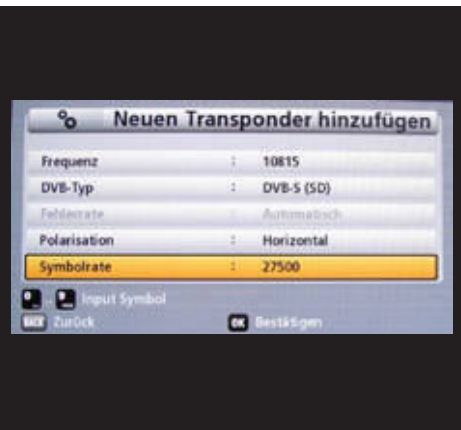 Neuen Transponder hinzufügen
Frequenz : 10815
DVB-Typ : DVB-S (SD)
Fehlerrate : Automatisch
Polarisation : Horizontal
Symbolrate : 27500
- Input Symbol
BACK Zurück OK Bestätigen